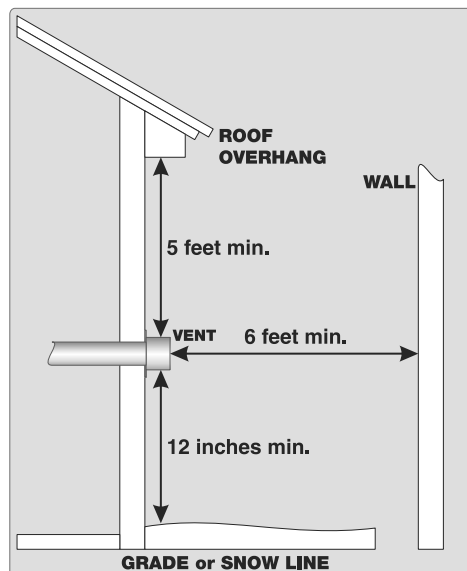 ROOF
OVERHANG
WALL
5 feet min.
VENT
6 feet min.
12 inches min.
GRADE or SNOW LINE